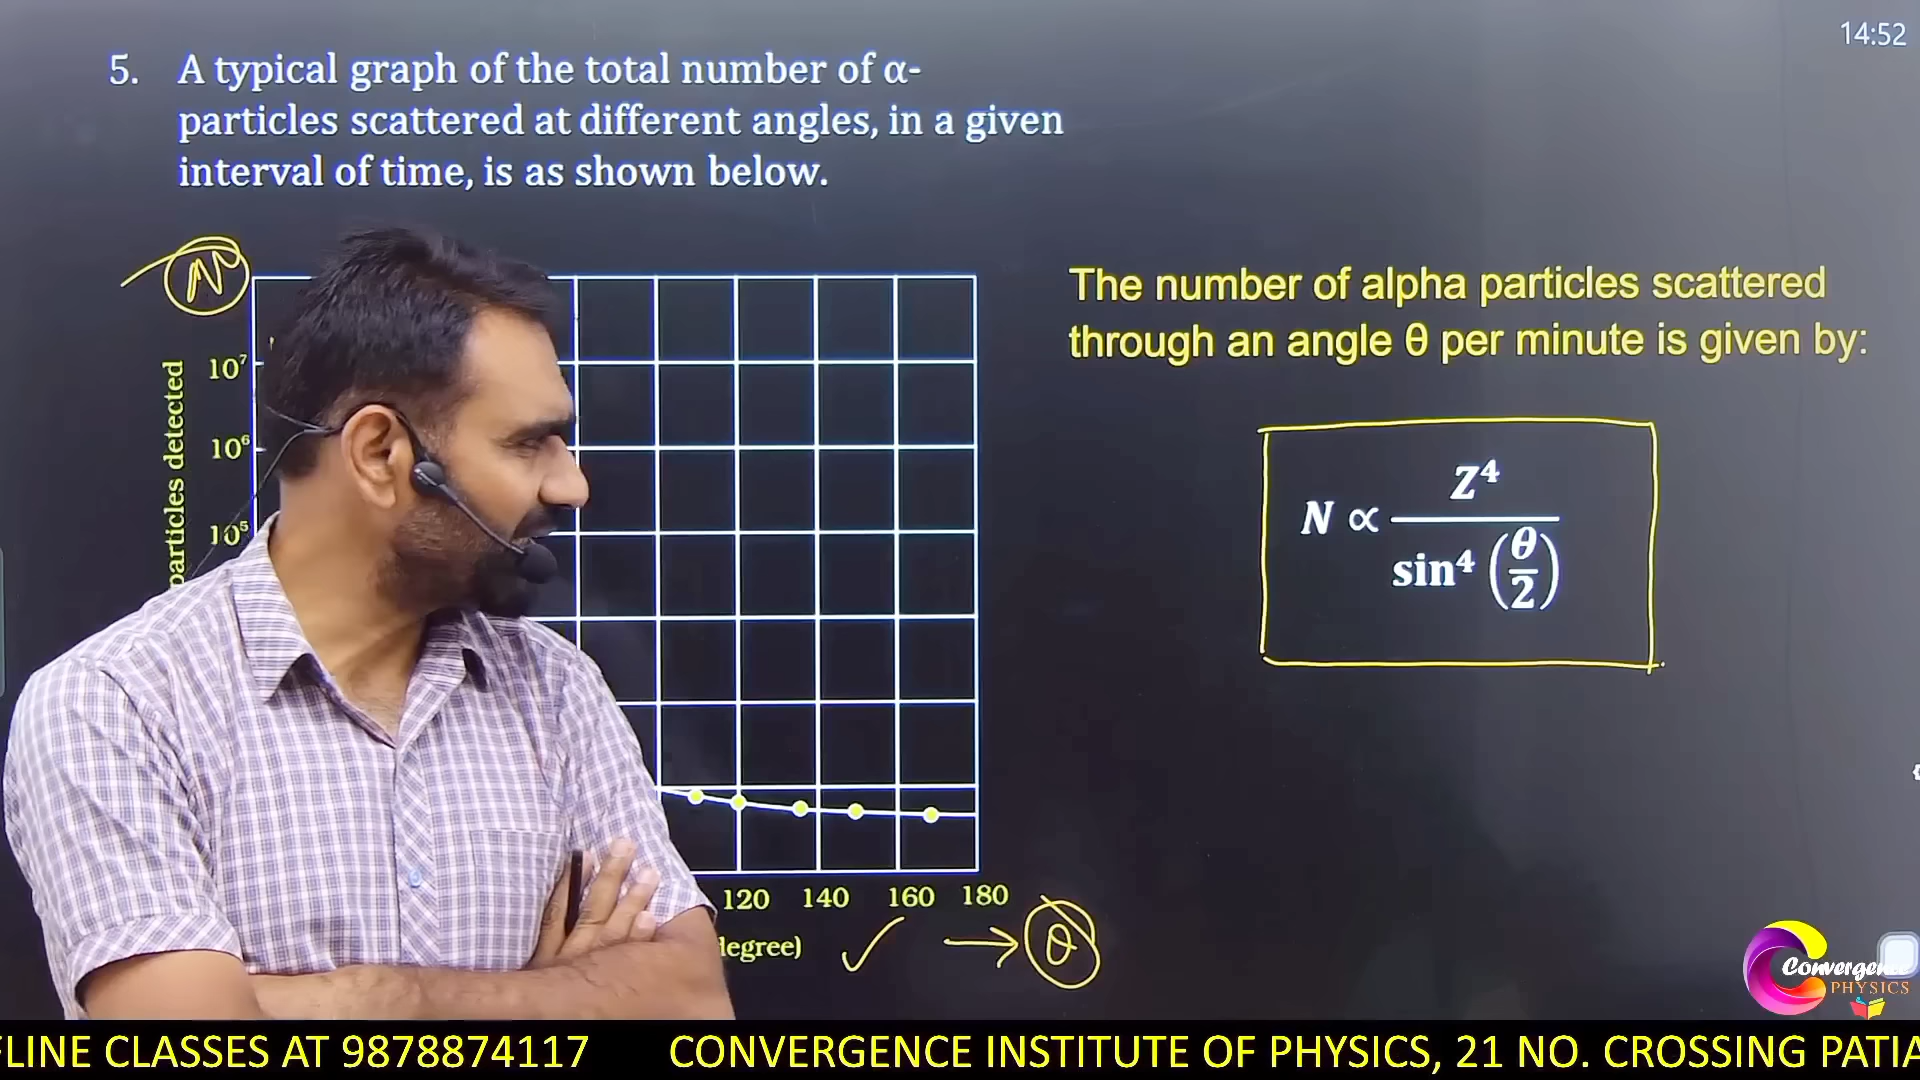 14:52
5. A typical graph of the total number of α-
particles scattered at different angles, in a given
interval of time, is as shown below.
N
The number of alpha particles scattered
through an angle θ per minute is given by:
10⁷
10⁶
10⁵
particles detected
N ∝ Z⁴ / sin⁴ (θ/2)
120 140 160 180
degree)
→ θ
Convergence
PHYSICS
FLINE CLASSES AT 9878874117 CONVERGENCE INSTITUTE OF PHYSICS, 21 NO. CROSSING PATIA